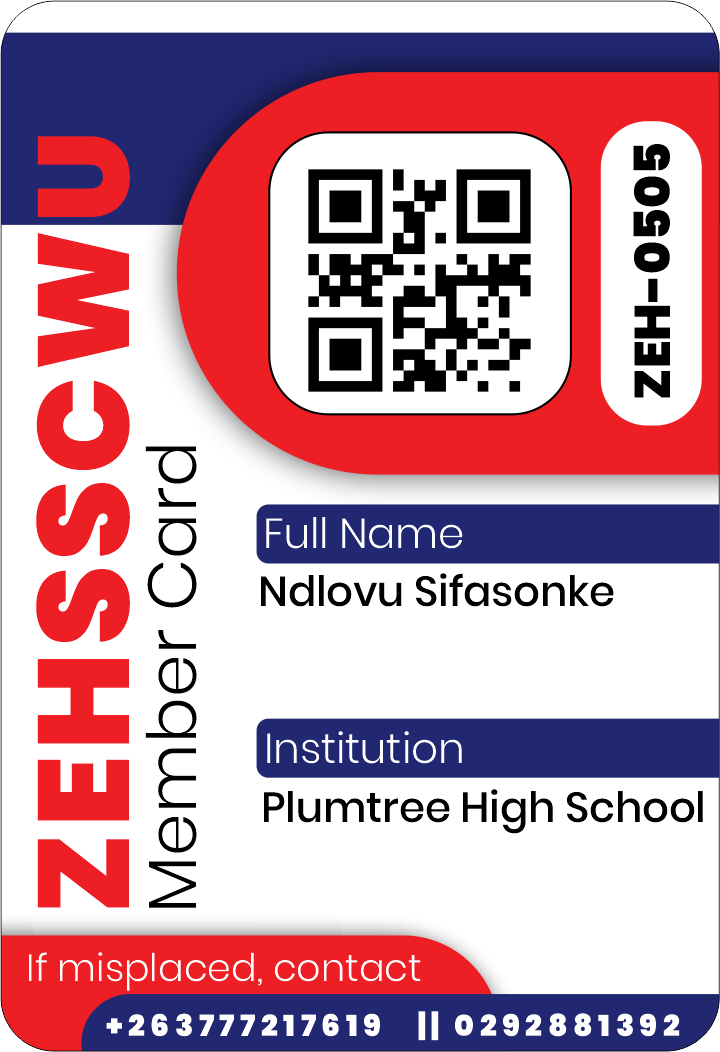 ZEHSSCWU
Member Card
ZEH-0505
Full Name
Ndlovu Sifasonke
Institution
Plumtree High School
If misplaced, contact
+263777217619 || 0292881392